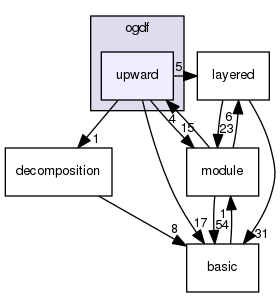 ogdf
upward
5
layered
4
15
6
23
1
decomposition
module
8
17
1
54
31
basic